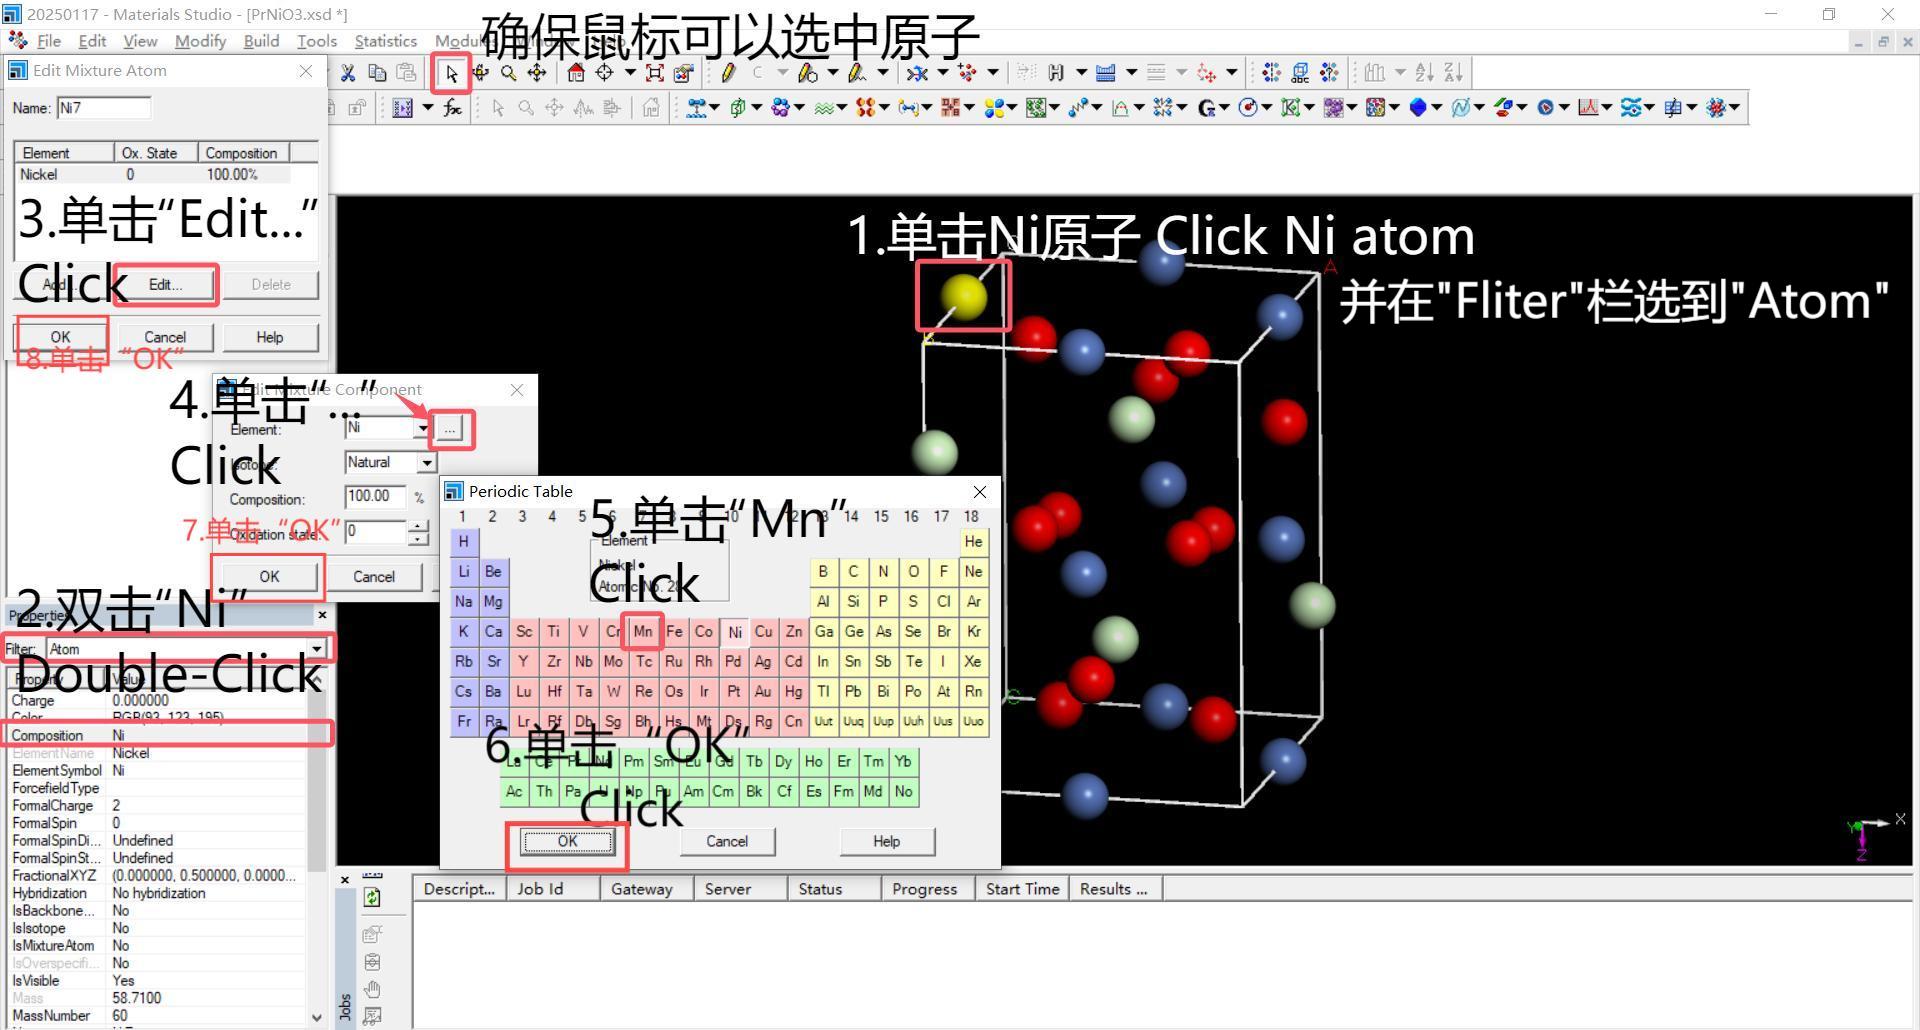 20250117 - Materials Studio - [PrNiO3.xsd *]
确保鼠标可以选中原子
File Edit View Modify Build Tools Statistics Modules Window Help
Edit Mixture Atom
Name: Ni7
Element Ox. State Composition
Nickel 0 100.00%
3.单击“Edit...”
Click
Add... Edit... Delete
OK Cancel Help
8.单击 “OK”
1.单击Ni原子 Click Ni atom
并在"Fliter"栏选到"Atom"
A
C
X
Y
Z
Edit Mixture Component
4.单击“...”
Click
Element: Ni ...
Isotope: Natural
Composition: 100.00 %
7.单击 “OK”
Oxidation state: 0
OK Cancel
Periodic Table
5.单击“Mn”
Click
1 2 3 4 5 6 7 10 12 13 14 15 16 17 18
Element
Nickel
Atomic No. 28
H He
Li Be B C N O F Ne
Na Mg Al Si P S Cl Ar
K Ca Sc Ti V Cr Mn Fe Co Ni Cu Zn Ga Ge As Se Br Kr
Rb Sr Y Zr Nb Mo Tc Ru Rh Pd Ag Cd In Sn Sb Te I Xe
Cs Ba Lu Hf Ta W Re Os Ir Pt Au Hg Tl Pb Bi Po At Rn
Fr Ra Lr Rf Db Sg Bh Hs Mt Ds Rg Cn Uut Uuq Uup Uuh Uus Uuo
6.单击 “OK”
Click
La Ce Pr Nd Pm Sm Eu Gd Tb Dy Ho Er Tm Yb
Ac Th Pa U Np Pu Am Cm Bk Cf Es Fm Md No
OK Cancel Help
2.双击“Ni”
Double-Click
Properties
Filter: Atom
Property Value
Charge 0.000000
Color RGB(93, 123, 195)
Composition Ni
ElementName Nickel
ElementSymbol Ni
ForcefieldType
FormalCharge 2
FormalSpin 0
FormalSpinDi... Undefined
FormalSpinSt... Undefined
FractionalXYZ (0.000000, 0.500000, 0.0000...
Hybridization No hybridization
IsBackbone... No
IsIsotope No
IsMixtureAtom No
IsOverspecifi... No
IsVisible Yes
Mass 58.7100
MassNumber 60
Jobs
Descript... Job Id Gateway Server Status Progress Start Time Results ...